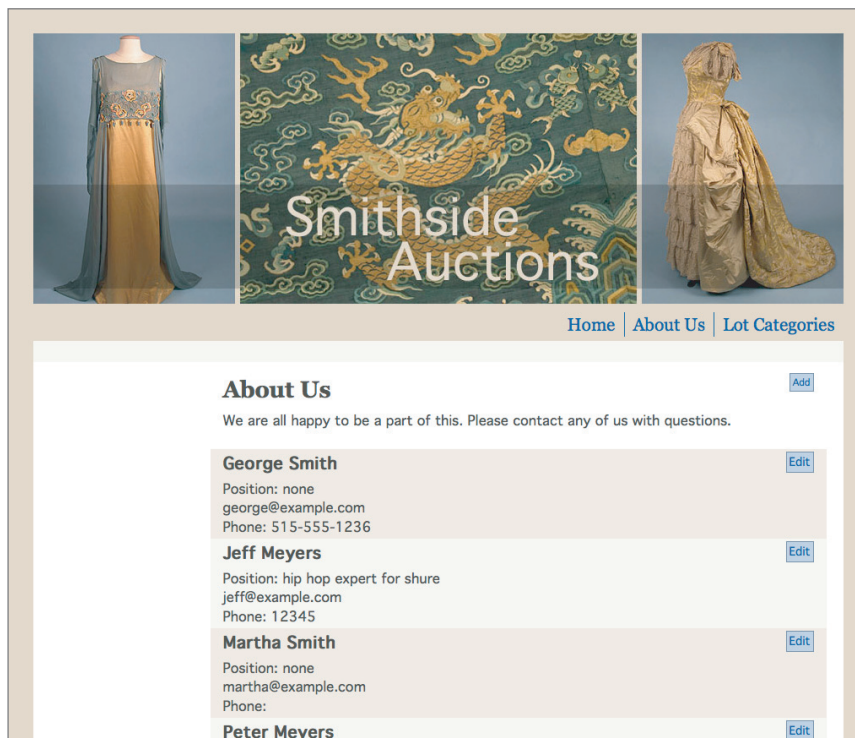 Smithside
Auctions
Home About Us Lot Categories
About Us Add
We are all happy to be a part of this. Please contact any of us with questions.
George Smith Edit
Position: none
george@example.com
Phone: 515-555-1236
Jeff Meyers Edit
Position: hip hop expert for shure
jeff@example.com
Phone: 12345
Martha Smith Edit
Position: none
martha@example.com
Phone:
Peter Meyers Edit